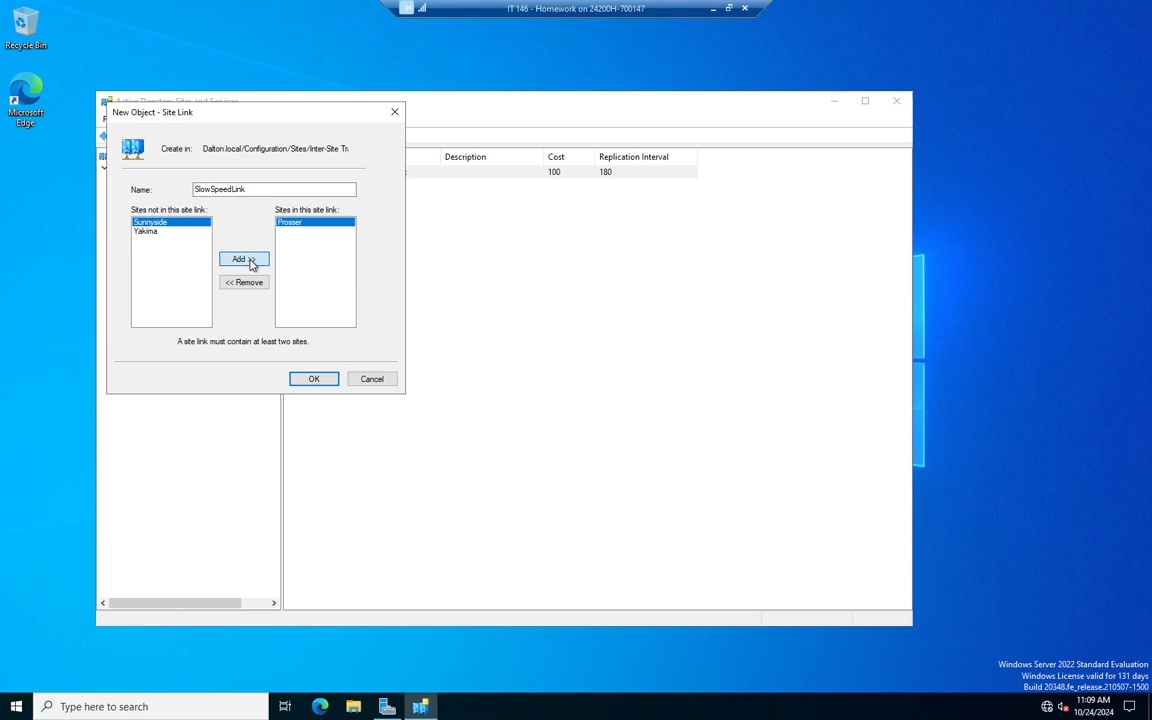 IT 146 - Homework on 24200H-700147
Recycle Bin
Microsoft
Edge
New Object - Site Link
Create in: Dalton.local/Configuration/Sites/Inter-Site Tr
Name: SlowSpeedLink
Sites not in this site link:
Sunnyside
Yakima
Add >>
<< Remove
Sites in this site link:
Prosser
A site link must contain at least two sites.
OK
Cancel
Description Cost Replication Interval
100 180
Windows Server 2022 Standard Evaluation
Windows License valid for 131 days
Build 20348.fe_release.210507-1500
Type here to search
11:09 AM
10/24/2024